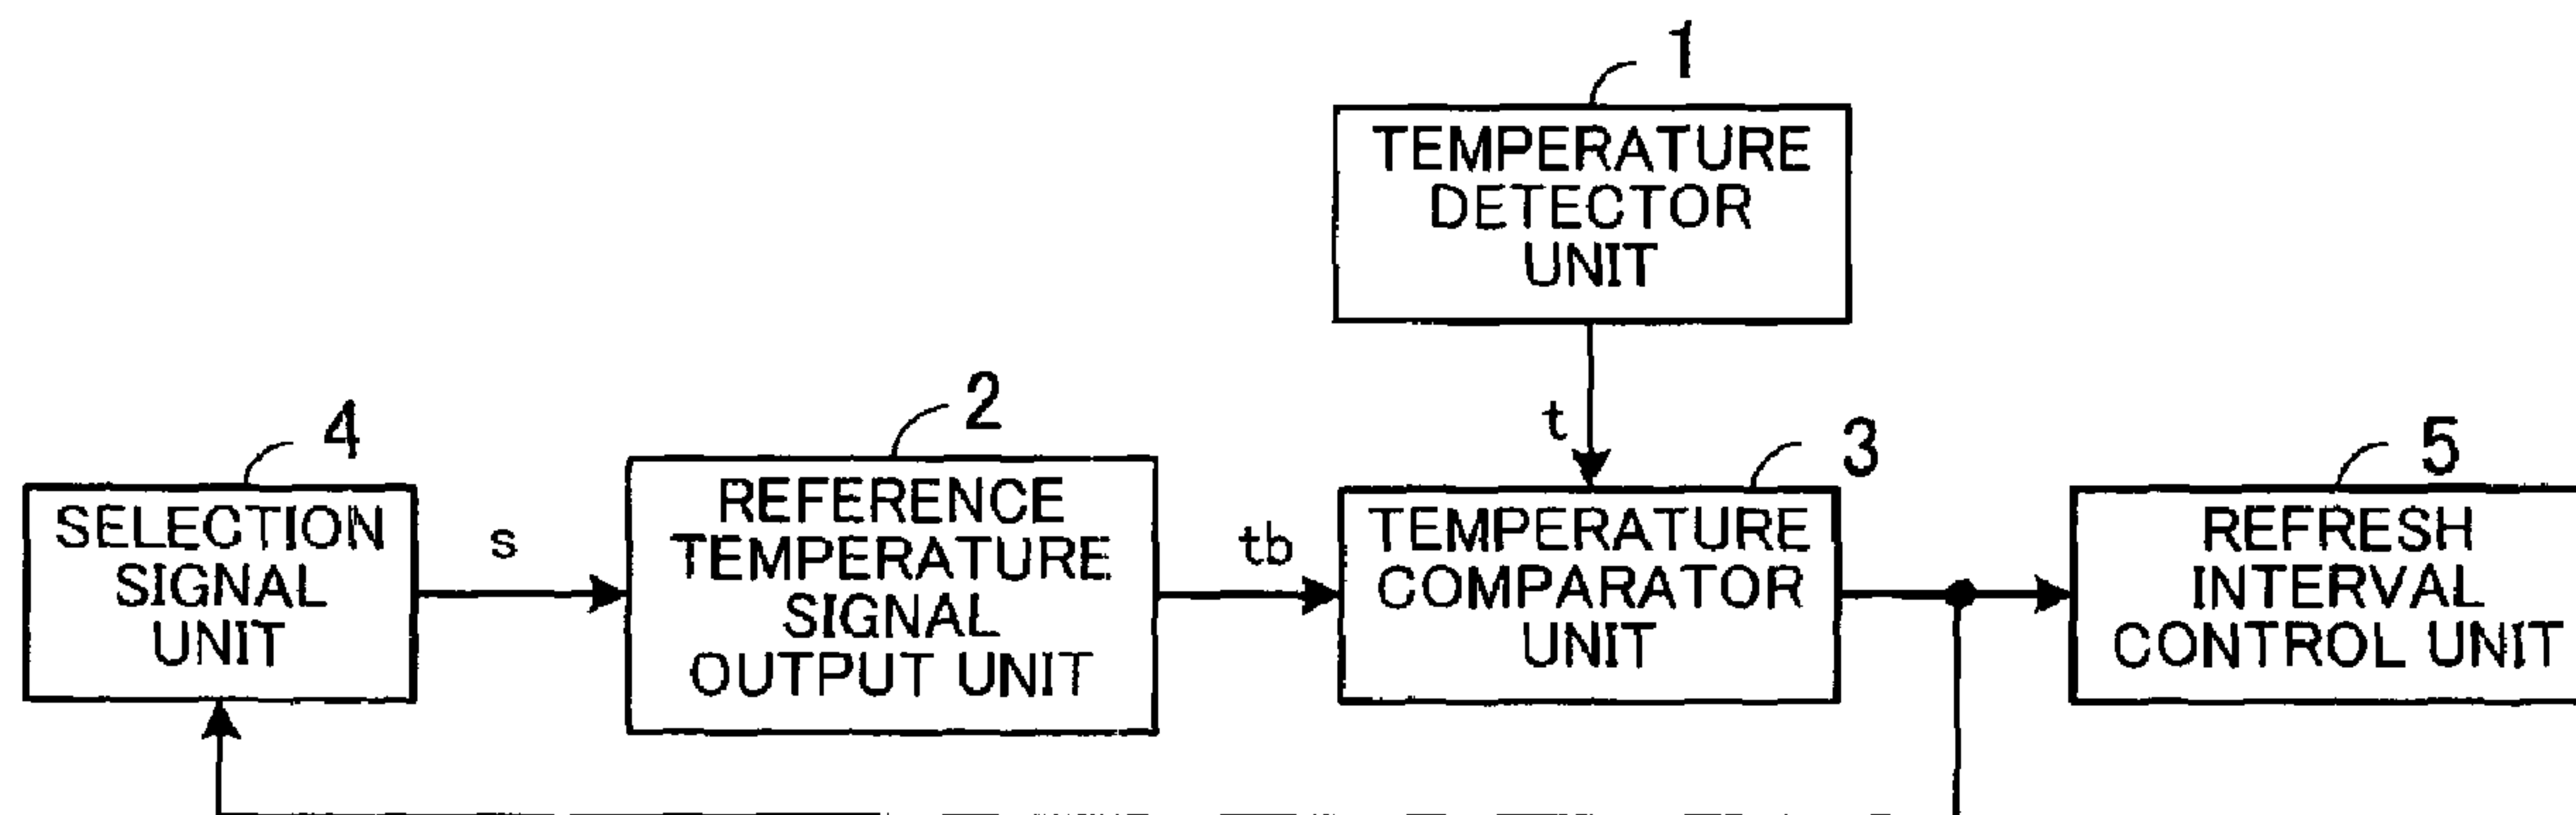 1
TEMPERATURE
DETECTOR
UNIT
t
4
SELECTION
SIGNAL
UNIT
s
2
REFERENCE
TEMPERATURE
SIGNAL
OUTPUT UNIT
tb
3
TEMPERATURE
COMPARATOR
UNIT
5
REFRESH
INTERVAL
CONTROL UNIT